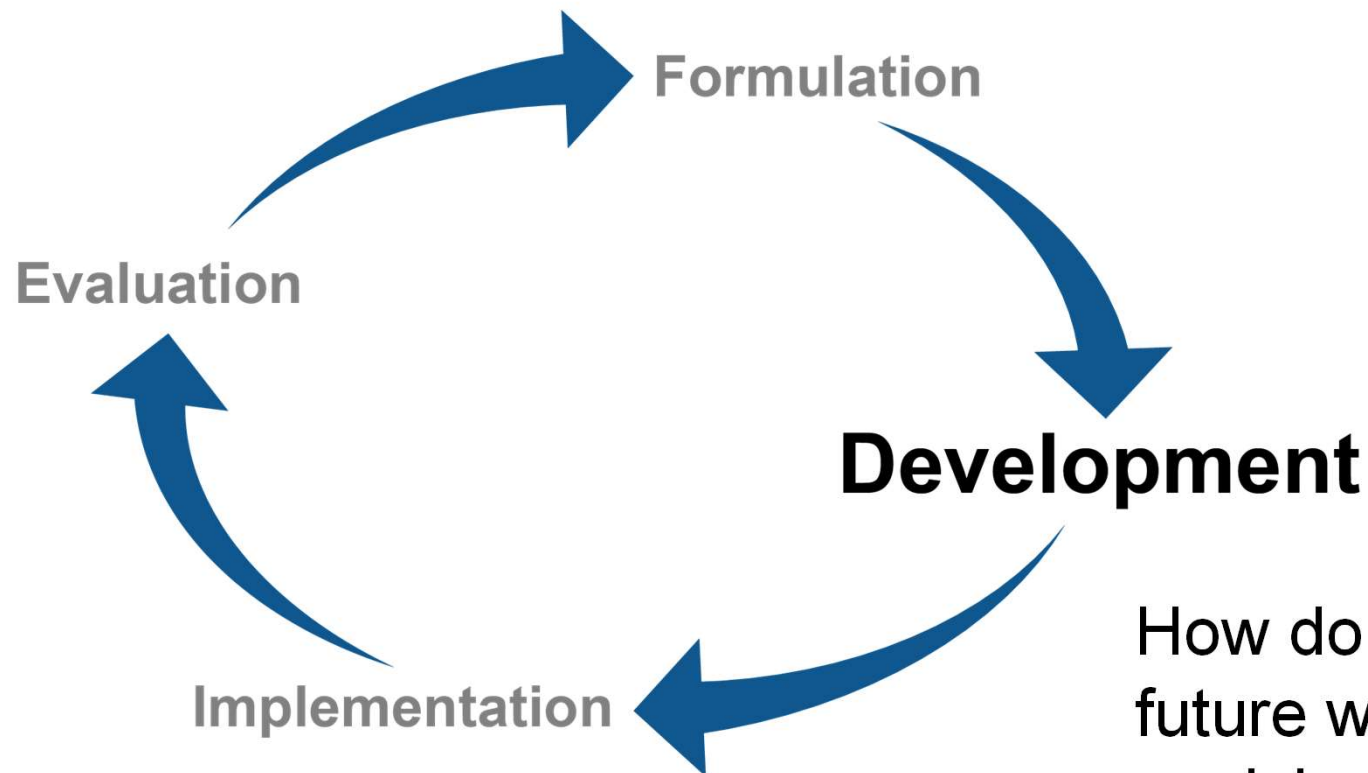 Formulation
Evaluation
Development
How do
future w
Implementation